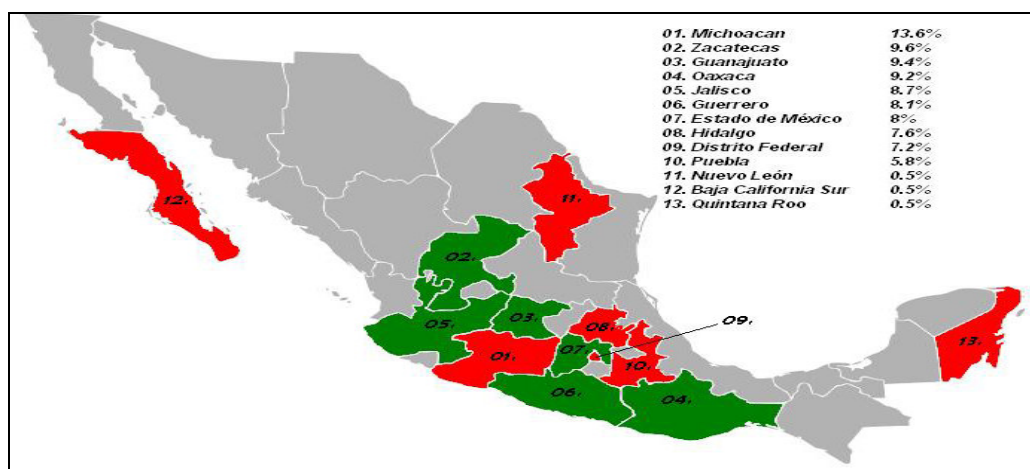 01. Michoacan 13.6%
02. Zacatecas 9.6%
03. Guanajuato 9.4%
04. Oaxaca 9.2%
05. Jalisco 8.7%
06. Guerrero 8.1%
07. Estado de México 8%
08. Hidalgo 7.6%
09. Distrito Federal 7.2%
10. Puebla 5.8%
11. Nuevo León 0.5%
12. Baja California Sur 0.5%
13. Quintana Roo 0.5%
12.
11.
02.
05.
03.
08.
09.
07.
01.
10.
13.
06.
04.